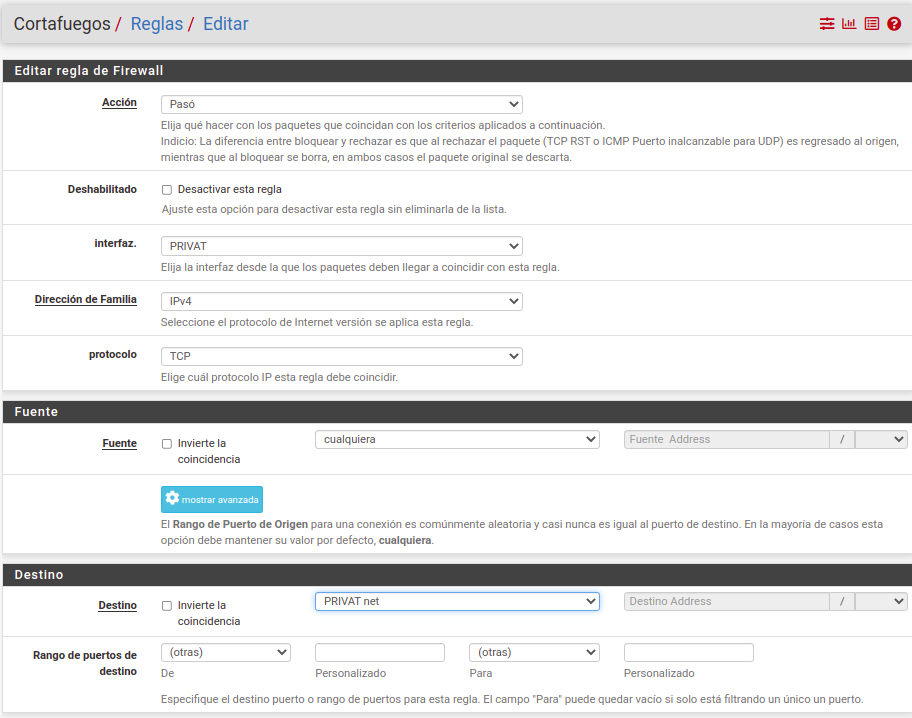 Cortafuegos / Reglas / Editar
Editar regla de Firewall
Acción
Pasó
Elija qué hacer con los paquetes que coincidan con los criterios aplicados a continuación.
Indicio: La diferencia entre bloquear y rechazar es que al rechazar el paquete (TCP RST o ICMP Puerto inalcanzable para UDP) es regresado al origen,
mientras que al bloquear se borra, en ambos casos el paquete original se descarta.
Deshabilitado
Desactivar esta regla
Ajuste esta opción para desactivar esta regla sin eliminarla de la lista.
interfaz.
PRIVAT
Elija la interfaz desde la que los paquetes deben llegar a coincidir con esta regla.
Dirección de Familia
IPv4
Seleccione el protocolo de Internet versión se aplica esta regla.
protocolo
TCP
Elige cuál protocolo IP esta regla debe coincidir.
Fuente
Fuente
Invierte la
coincidencia
cualquiera
Fuente Address
/
mostrar avanzada
El Rango de Puerto de Origen para una conexión es comúnmente aleatoria y casi nunca es igual al puerto de destino. En la mayoría de casos esta
opción debe mantener su valor por defecto, cualquiera.
Destino
Destino
Invierte la
coincidencia
PRIVAT net
Destino Address
/
Rango de puertos de
destino
(otras)
De
Personalizado
(otras)
Para
Personalizado
Especifique el destino puerto o rango de puertos para esta regla. El campo "Para" puede quedar vacío si solo está filtrando un único un puerto.